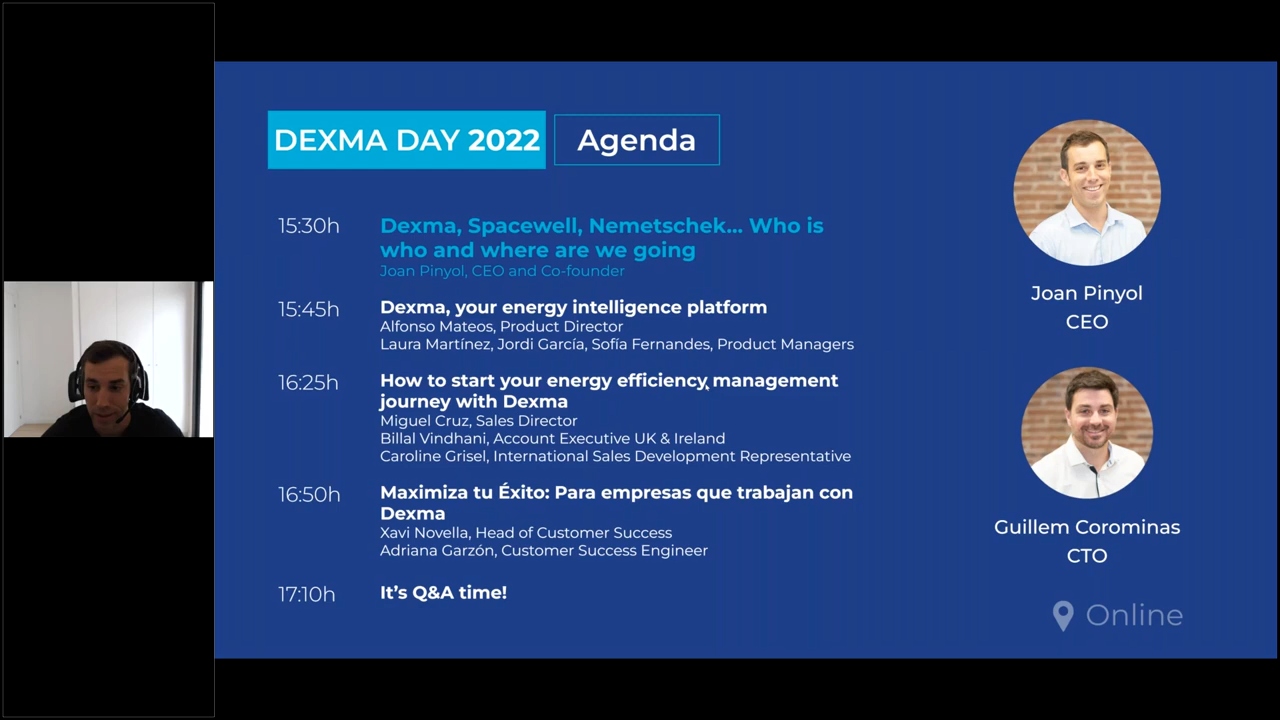 DEXMA DAY 2022
Agenda
15:30h
Dexma, Spacewell, Nemetschek... Who is
who and where are we going
Joan Pinyol, CEO and Co-founder
15:45h
Dexma, your energy intelligence platform
Alfonso Mateos, Product Director
Laura Martínez, Jordi García, Sofía Fernandes, Product Managers
16:25h
How to start your energy efficiency management
journey with Dexma
Miguel Cruz, Sales Director
Billal Vindhani, Account Executive UK & Ireland
Caroline Grisel, International Sales Development Representative
16:50h
Maximiza tu Éxito: Para empresas que trabajan con
Dexma
Xavi Novella, Head of Customer Success
Adriana Garzón, Customer Success Engineer
17:10h
It's Q&A time!
Joan Pinyol
CEO
Guillem Corominas
CTO
Online